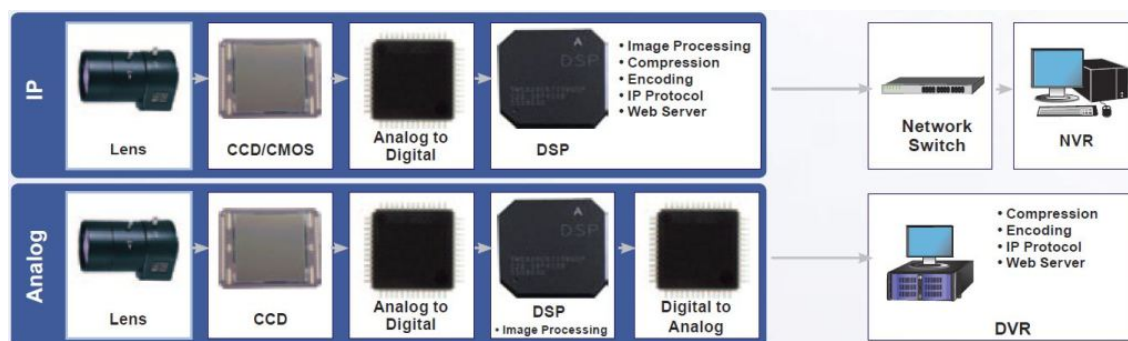 IP
Lens
CCD/CMOS
Analog to
Digital
DSP
DSP
• Image Processing
• Compression
• Encoding
• IP Protocol
• Web Server
Network
Switch
NVR
Analog
Lens
CCD
Analog to
Digital
DSP
DSP
• Image Processing
Digital to
Analog
• Compression
• Encoding
• IP Protocol
• Web Server
DVR